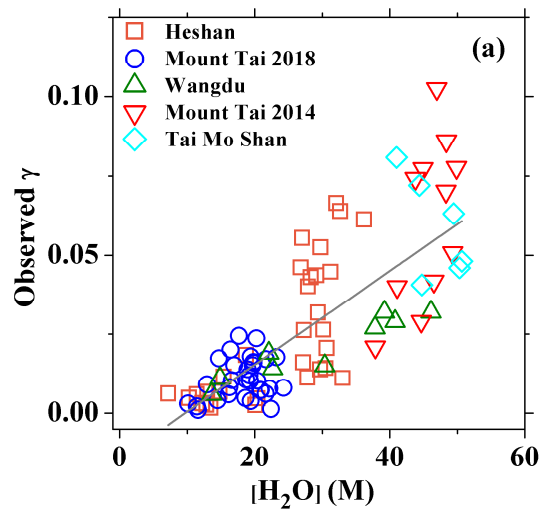 (a)
Heshan
Mount Tai 2018
Wangdu
Mount Tai 2014
Tai Mo Shan
Observed γ
0.10
0.05
0.00
0 20 40 60
[H₂O] (M)